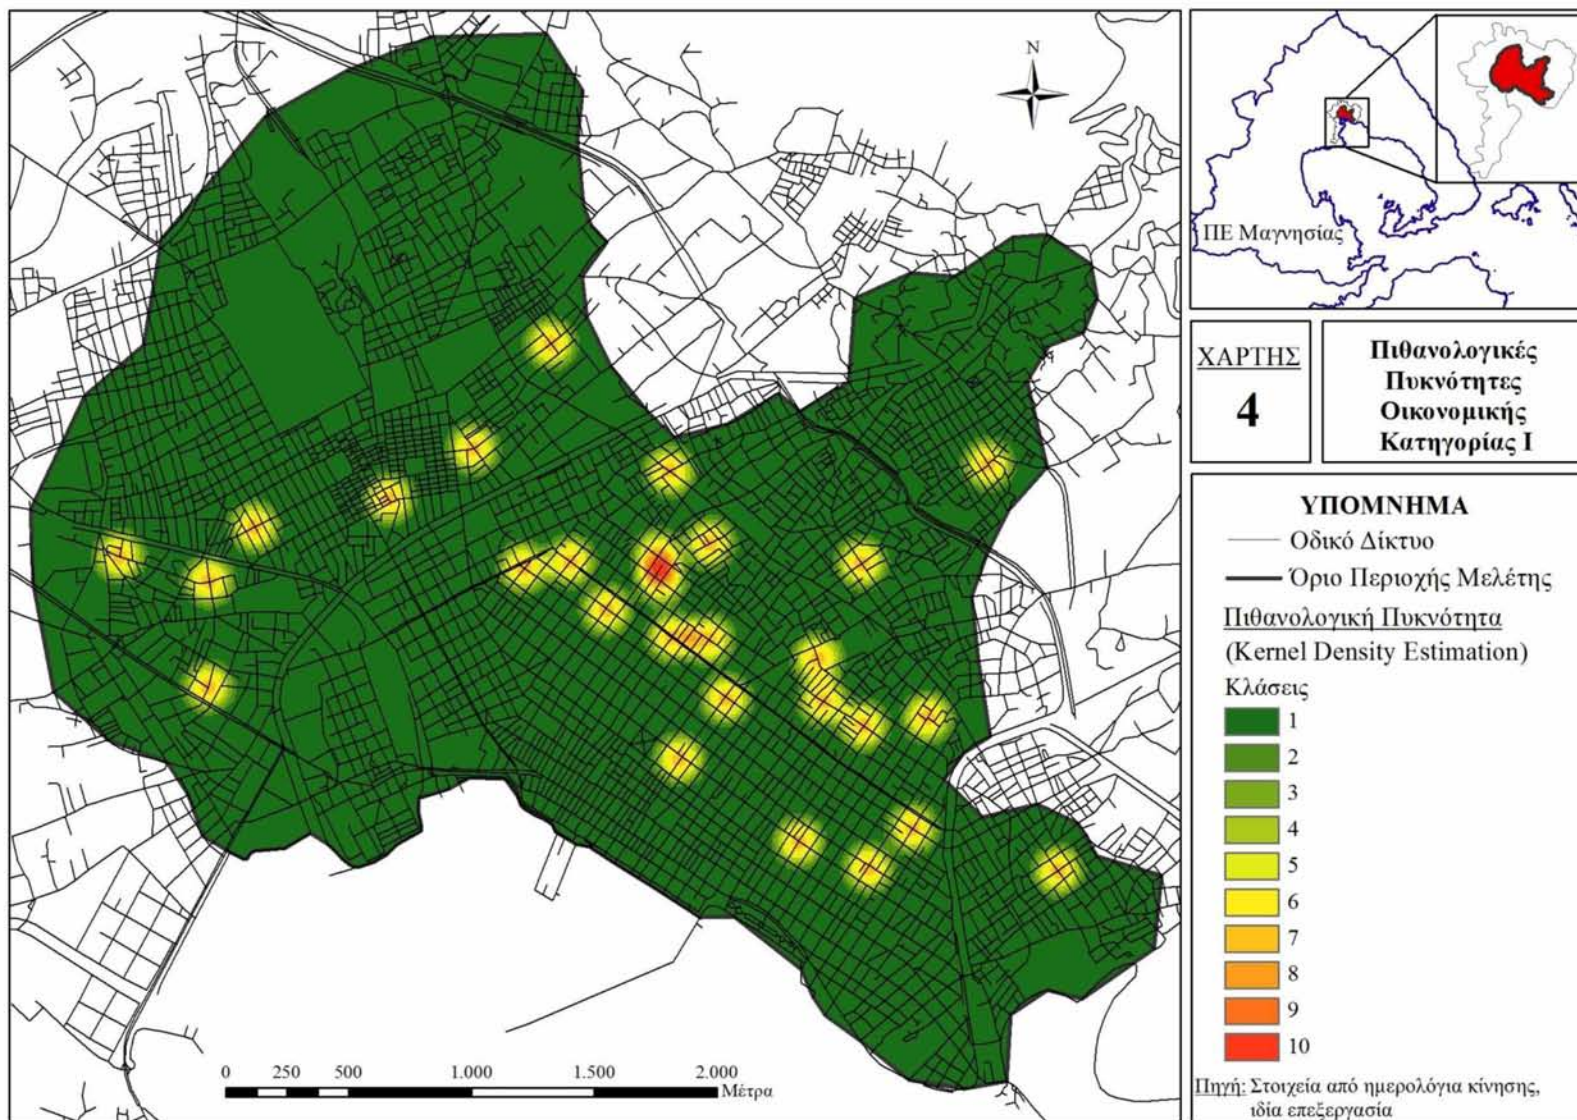 N
ΠΕ Μαγνησίας
ΧΑΡΤΗΣ
4
Πιθανολογικές
Πυκνότητες
Οικονομικής
Κατηγορίας Ι
ΥΠΟΜΝΗΜΑ
Οδικό Δίκτυο
Όριο Περιοχής Μελέτης
Πιθανολογική Πυκνότητα
(Kernel Density Estimation)
Κλάσεις
1
2
3
4
5
6
7
8
9
10
0 250 500 1.000 1.500 2.000
Μέτρα
Πηγή: Στοιχεία από ημερολόγια κίνησης,
ιδία επεξεργασία